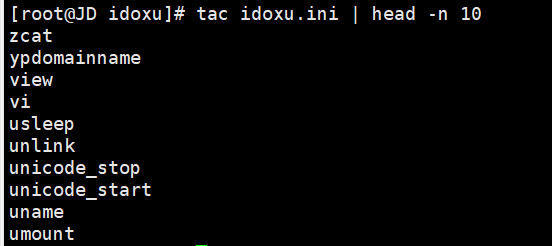 [root@JD idoxu]# tac idoxu.ini | head -n 10
zcat
ypdomainname
view
vi
usleep
unlink
unicode_stop
unicode_start
uname
umount